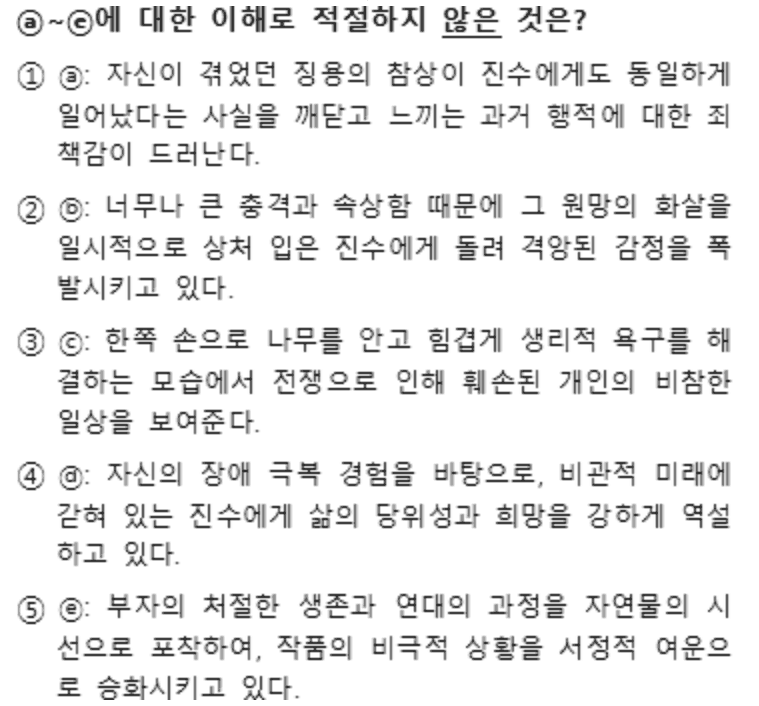 ⓐ~ⓔ에 대한 이해로 적절하지 않은 것은?
① ⓐ: 자신이 겪었던 징용의 참상이 진수에게도 동일하게
일어났다는 사실을 깨닫고 느끼는 과거 행적에 대한 죄
책감이 드러난다.
② ⓑ: 너무나 큰 충격과 속상함 때문에 그 원망의 화살을
일시적으로 상처 입은 진수에게 돌려 격앙된 감정을 폭
발시키고 있다.
③ ⓒ: 한쪽 손으로 나무를 안고 힘겹게 생리적 욕구를 해
결하는 모습에서 전쟁으로 인해 훼손된 개인의 비참한
일상을 보여준다.
④ ⓓ: 자신의 장애 극복 경험을 바탕으로, 비관적 미래에
갇혀 있는 진수에게 삶의 당위성과 희망을 강하게 역설
하고 있다.
⑤ ⓔ: 부자의 처절한 생존과 연대의 과정을 자연물의 시
선으로 포착하여, 작품의 비극적 상황을 서정적 여운으
로 승화시키고 있다.